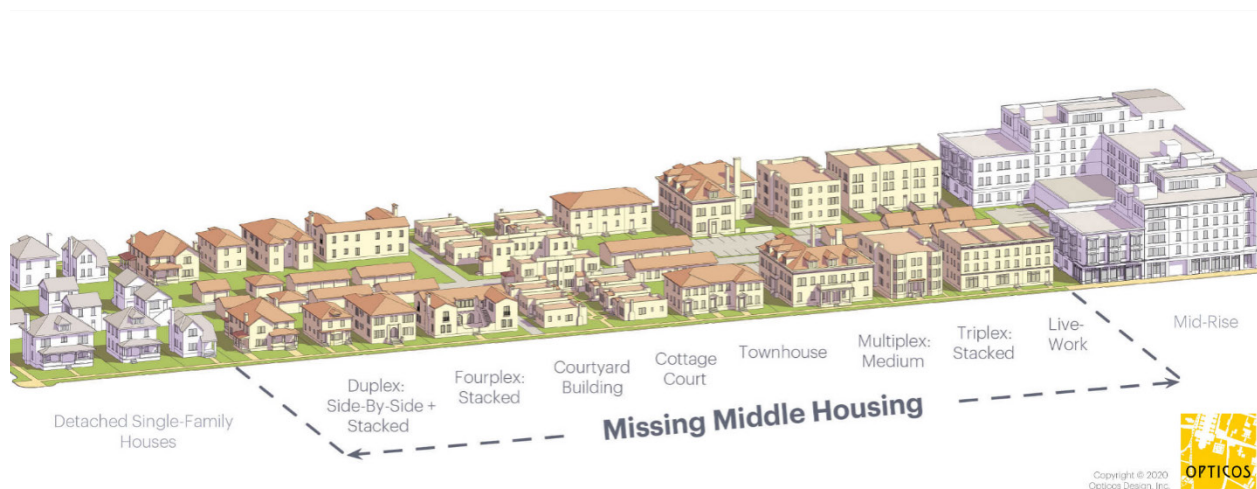 Detached Single-Family
Houses
Duplex:
Side-By-Side +
Stacked
Fourplex:
Stacked
Courtyard
Building
Cottage
Court
Townhouse
Multiplex:
Medium
Triplex:
Stacked
Live-
Work
Mid-Rise
Missing Middle Housing
Copyright © 2020
Opticos Design, Inc.
OPTICOS